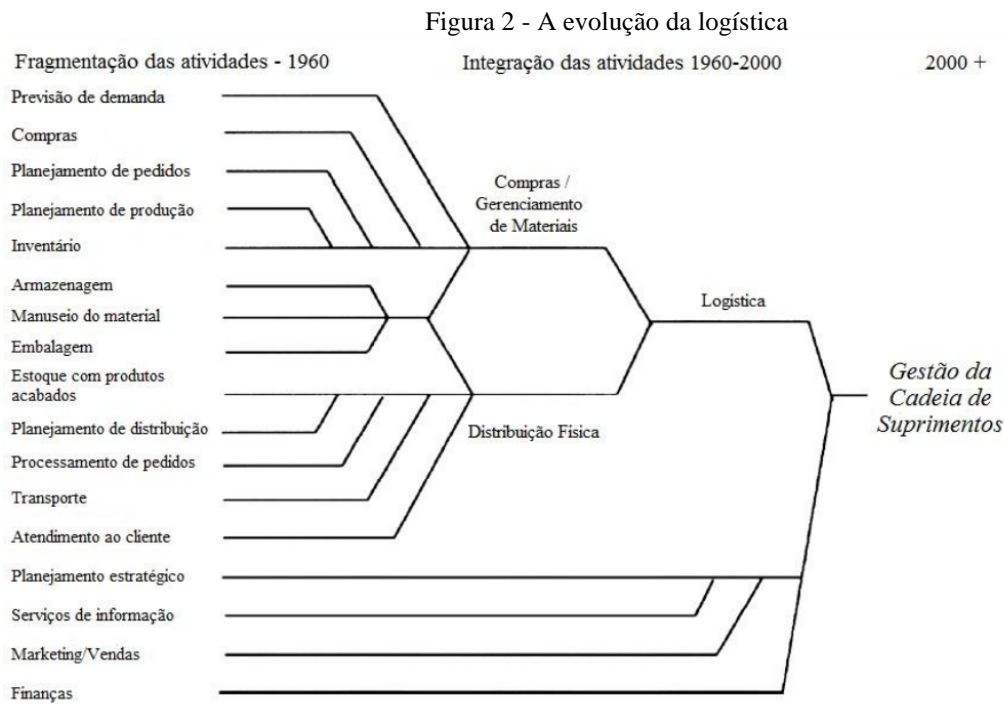 Figura 2 - A evolução da logística
Fragmentação das atividades - 1960
Integração das atividades 1960-2000
2000 +
Previsão de demanda
Compras
Planejamento de pedidos
Planejamento de produção
Inventário
Armazenagem
Manuseio do material
Embalagem
Estoque com produtos
acabados
Planejamento de distribuição
Processamento de pedidos
Transporte
Atendimento ao cliente
Planejamento estratégico
Serviços de informação
Marketing/Vendas
Finanças
Compras /
Gerenciamento
de Materiais
Distribuição Física
Logística
Gestão da
Cadeia de
Suprimentos